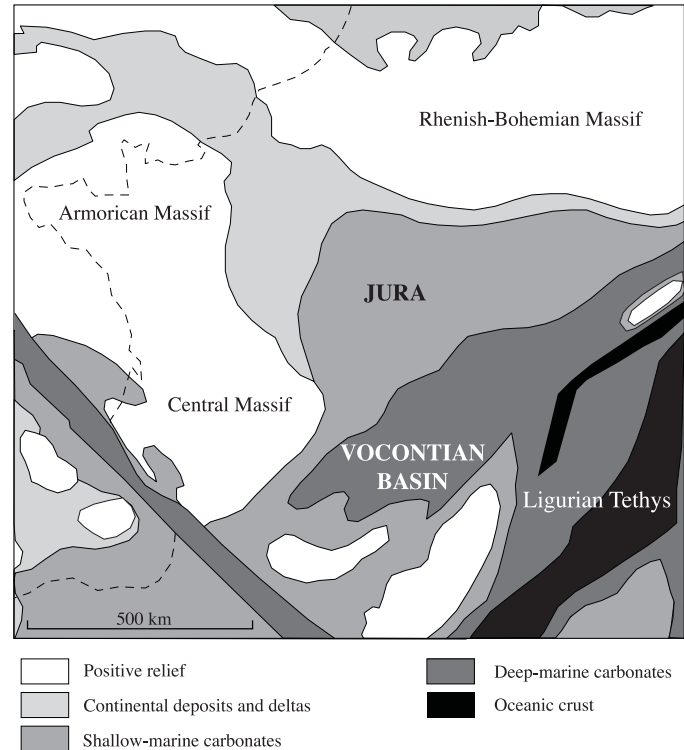 Rhenish-Bohemian Massif
Armorican Massif
JURA
Central Massif
VOCONTIAN
BASIN
Ligurian Tethys
500 km
Positive relief
Continental deposits and deltas
Shallow-marine carbonates
Deep-marine carbonates
Oceanic crust